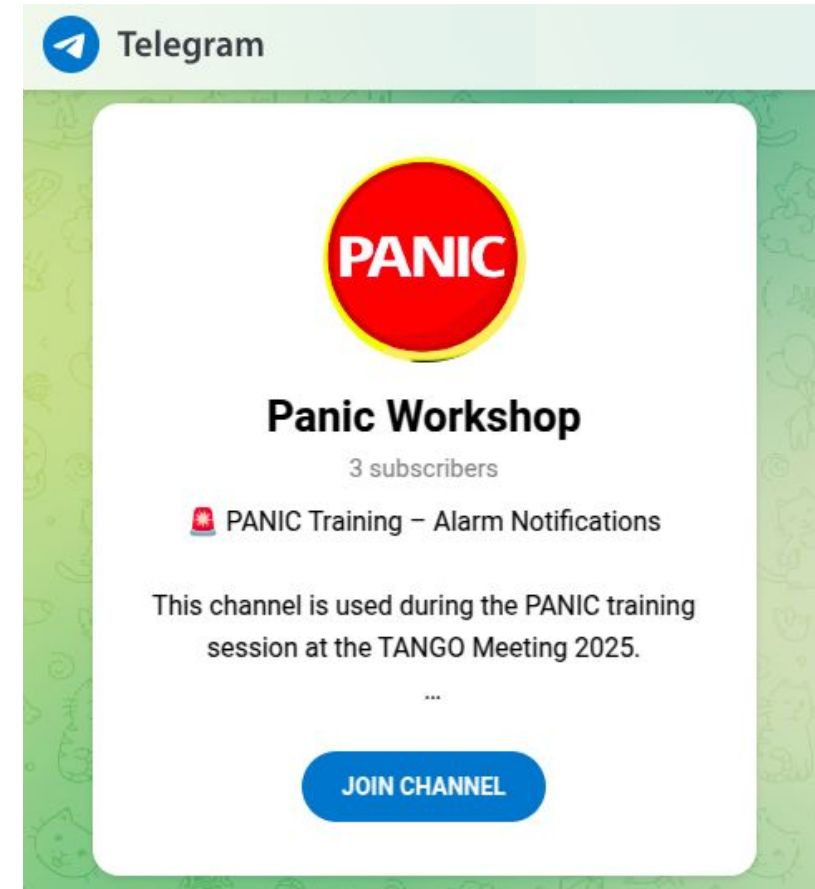 Telegram
PANIC
Panic Workshop
3 subscribers
🚨 PANIC Training – Alarm Notifications
This channel is used during the PANIC training
session at the TANGO Meeting 2025.
...
JOIN CHANNEL